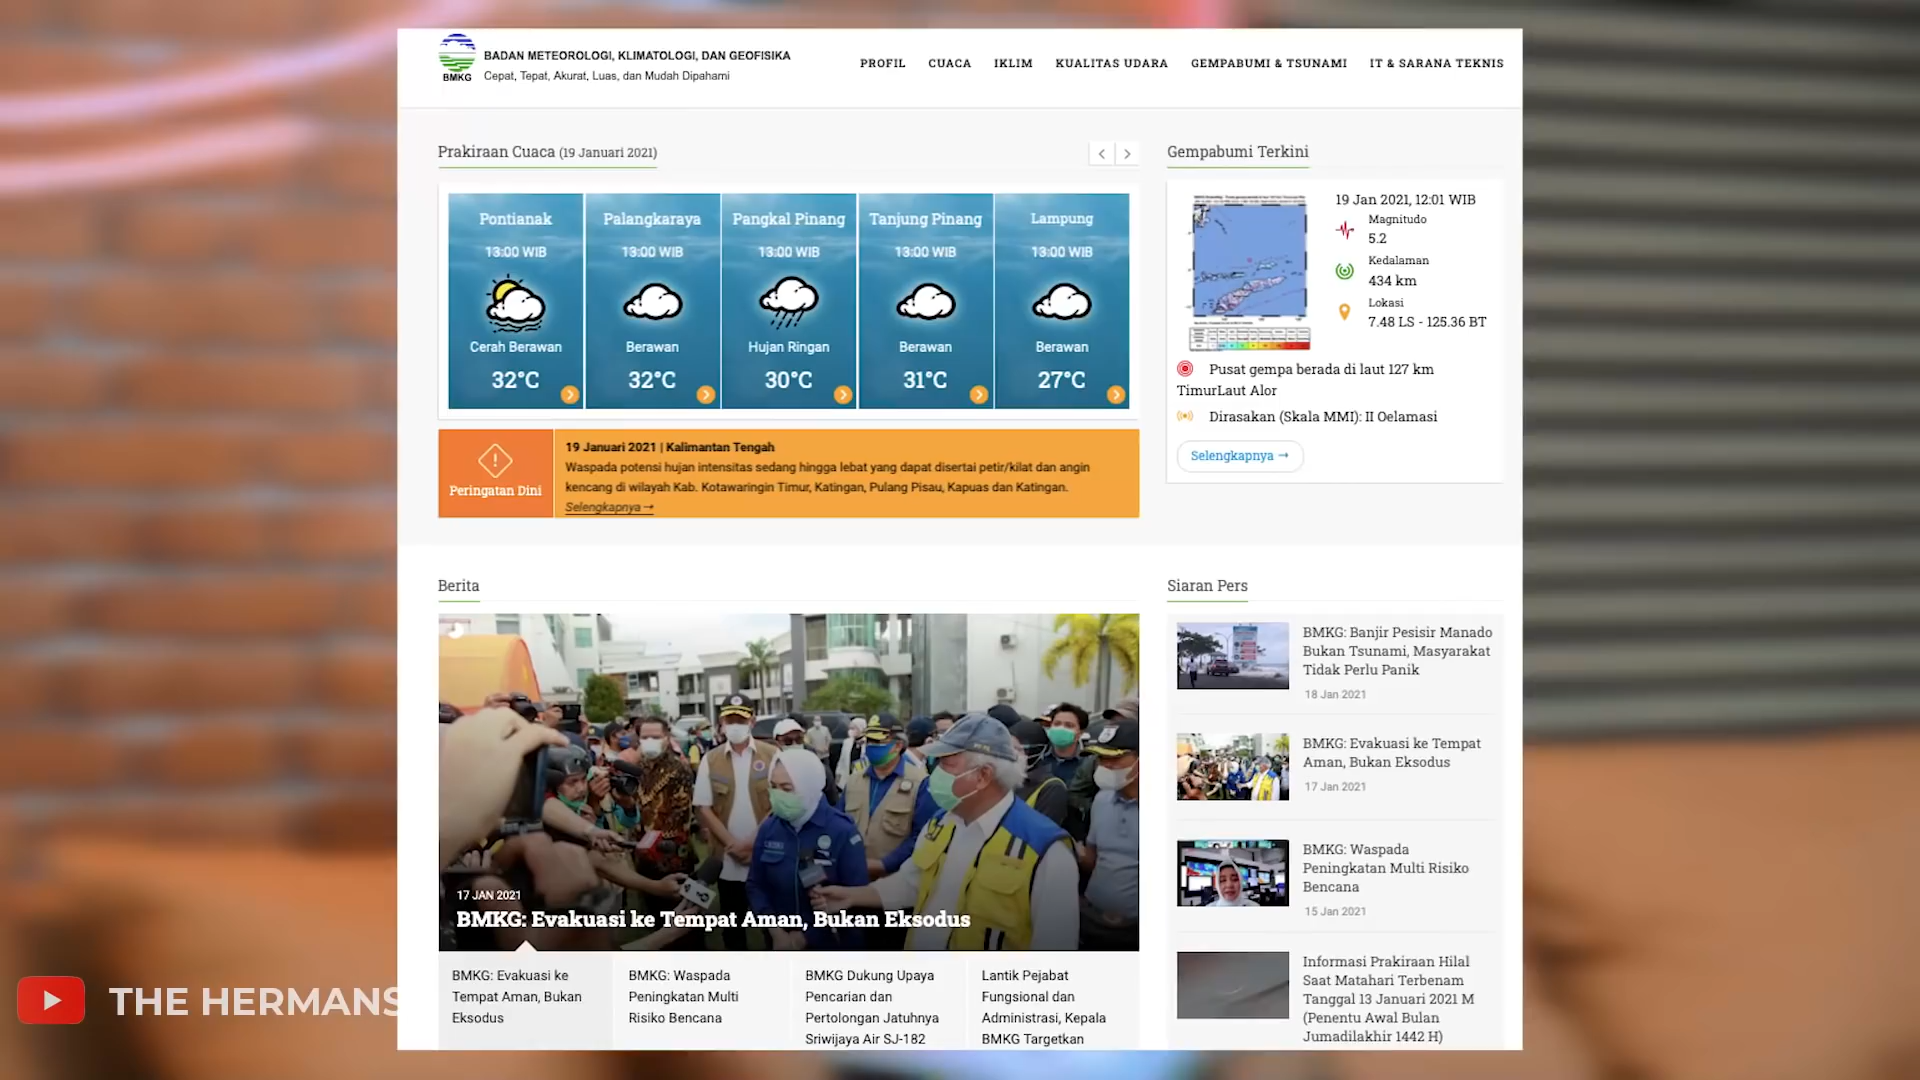 BMKG
BADAN METEOROLOGI, KLIMATOLOGI, DAN GEOFISIKA
Cepat, Tepat, Akurat, Luas, dan Mudah Dipahami
PROFIL CUACA IKLIM KUALITAS UDARA GEMPABUMI & TSUNAMI IT & SARANA TEKNIS
Prakiraan Cuaca (19 Januari 2021)
Pontianak
13:00 WIB
Cerah Berawan
32°C
Palangkaraya
13:00 WIB
Berawan
32°C
Pangkal Pinang
13:00 WIB
Hujan Ringan
30°C
Tanjung Pinang
13:00 WIB
Berawan
31°C
Lampung
13:00 WIB
Berawan
27°C
Peringatan Dini
19 Januari 2021 | Kalimantan Tengah
Waspada potensi hujan intensitas sedang hingga lebat yang dapat disertai petir/kilat dan angin
kencang di wilayah Kab. Kotawaringin Timur, Katingan, Pulang Pisau, Kapuas dan Katingan.
Selengkapnya →
Gempabumi Terkini
19 Jan 2021, 12:01 WIB
Magnitudo
5.2
Kedalaman
434 km
Lokasi
7.48 LS - 125.36 BT
Pusat gempa berada di laut 127 km
TimurLaut Alor
Dirasakan (Skala MMI): II Oelamasi
Selengkapnya →
Berita
17 JAN 2021
BMKG: Evakuasi ke Tempat Aman, Bukan Eksodus
BMKG: Evakuasi ke
Tempat Aman, Bukan
Eksodus
BMKG: Waspada
Peningkatan Multi
Risiko Bencana
BMKG Dukung Upaya
Pencarian dan
Pertolongan Jatuhnya
Sriwijaya Air SJ-182
Lantik Pejabat
Fungsional dan
Administrasi, Kepala
BMKG Targetkan
Siaran Pers
BMKG: Banjir Pesisir Manado
Bukan Tsunami, Masyarakat
Tidak Perlu Panik
18 Jan 2021
BMKG: Evakuasi ke Tempat
Aman, Bukan Eksodus
17 Jan 2021
BMKG: Waspada
Peningkatan Multi Risiko
Bencana
15 Jan 2021
Informasi Prakiraan Hilal
Saat Matahari Terbenam
Tanggal 13 Januari 2021 M
(Penentu Awal Bulan
Jumadilakhir 1442 H)
THE HERMANS